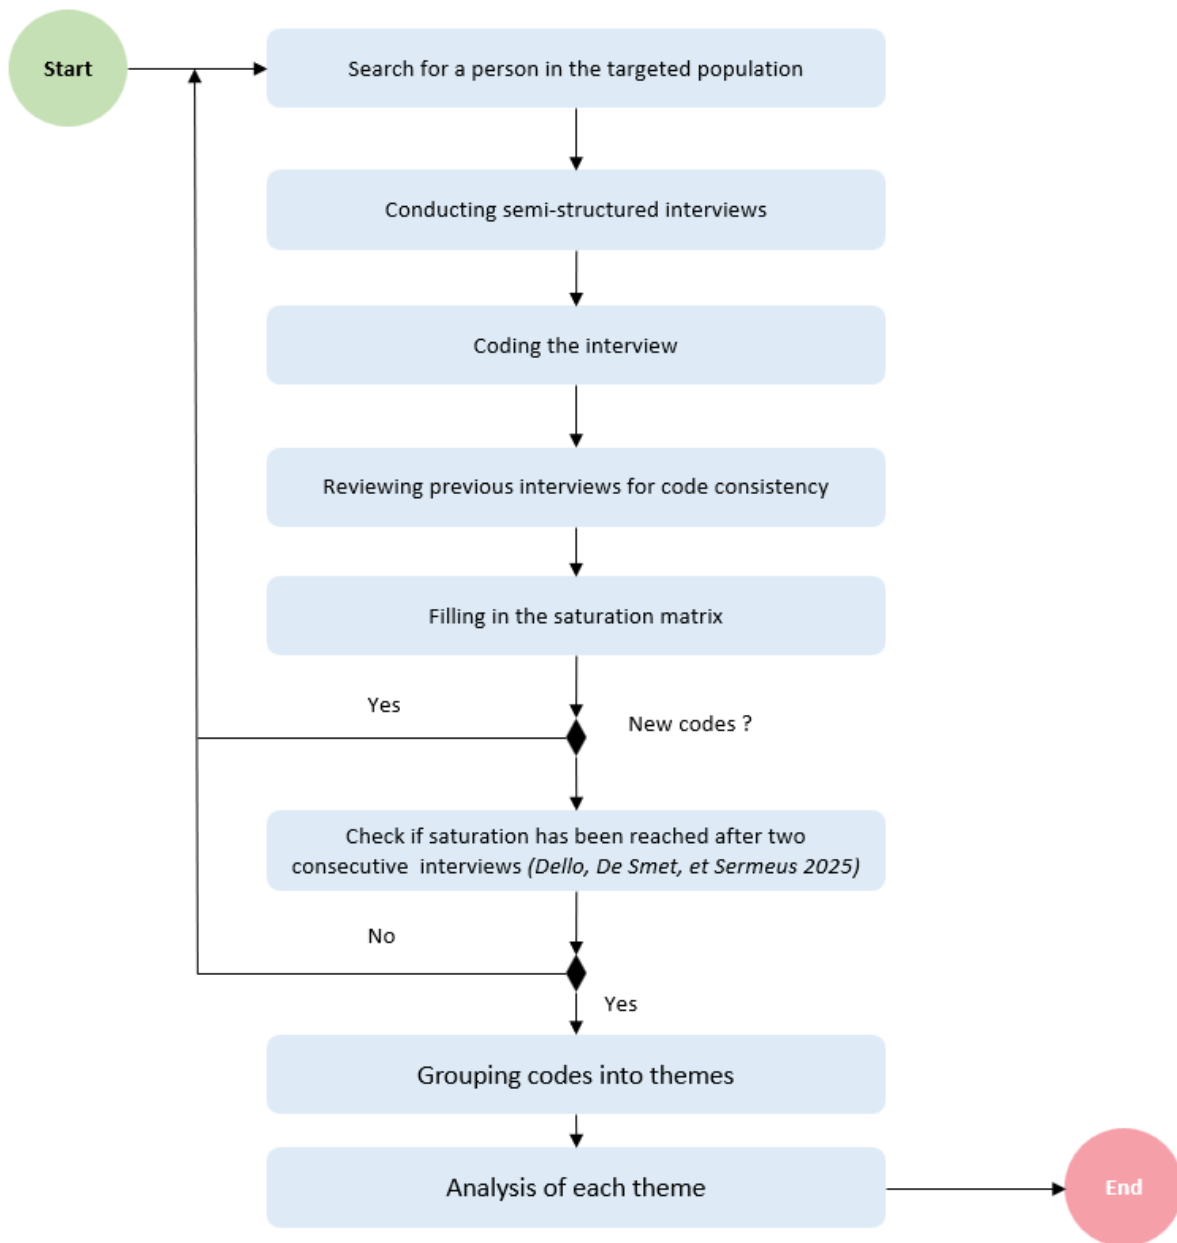 Start
Search for a person in the targeted population
Conducting semi-structured interviews
Coding the interview
Reviewing previous interviews for code consistency
Filling in the saturation matrix
Yes
New codes ?
Check if saturation has been reached after two
consecutive interviews (Dello, De Smet, et Sermeus 2025)
No
Yes
Grouping codes into themes
Analysis of each theme
End